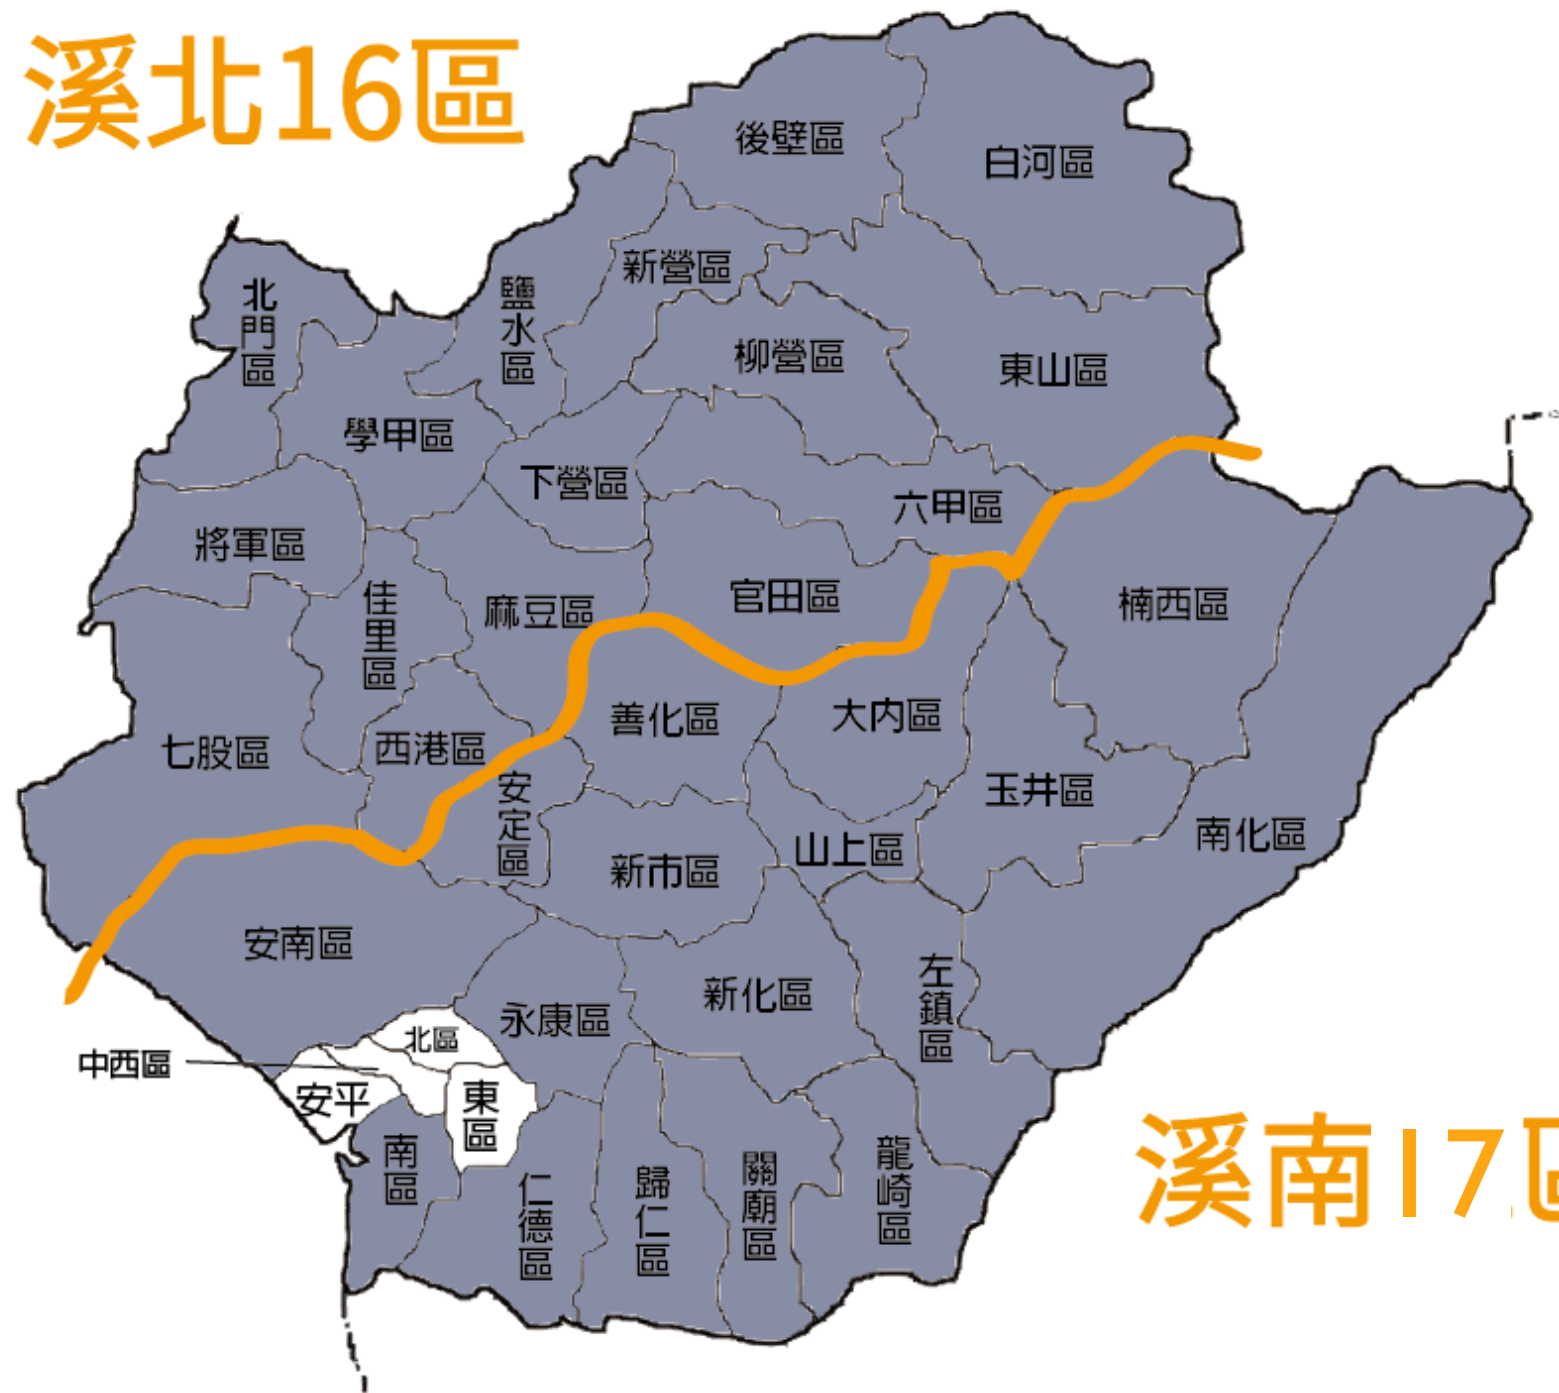 溪北16區
後壁區
白河區
新營區
北門區
鹽水區
柳營區
東山區
學甲區
下營區
六甲區
將軍區
佳里區
麻豆區
官田區
楠西區
七股區
西港區
善化區
大内區
安定區
玉井區
新市區
山上區
南化區
安南區
新化區
左鎮區
永康區
北區
中西區
安平
東區
南區
仁德區
歸仁區
關廟區
龍崎區
溪南17區